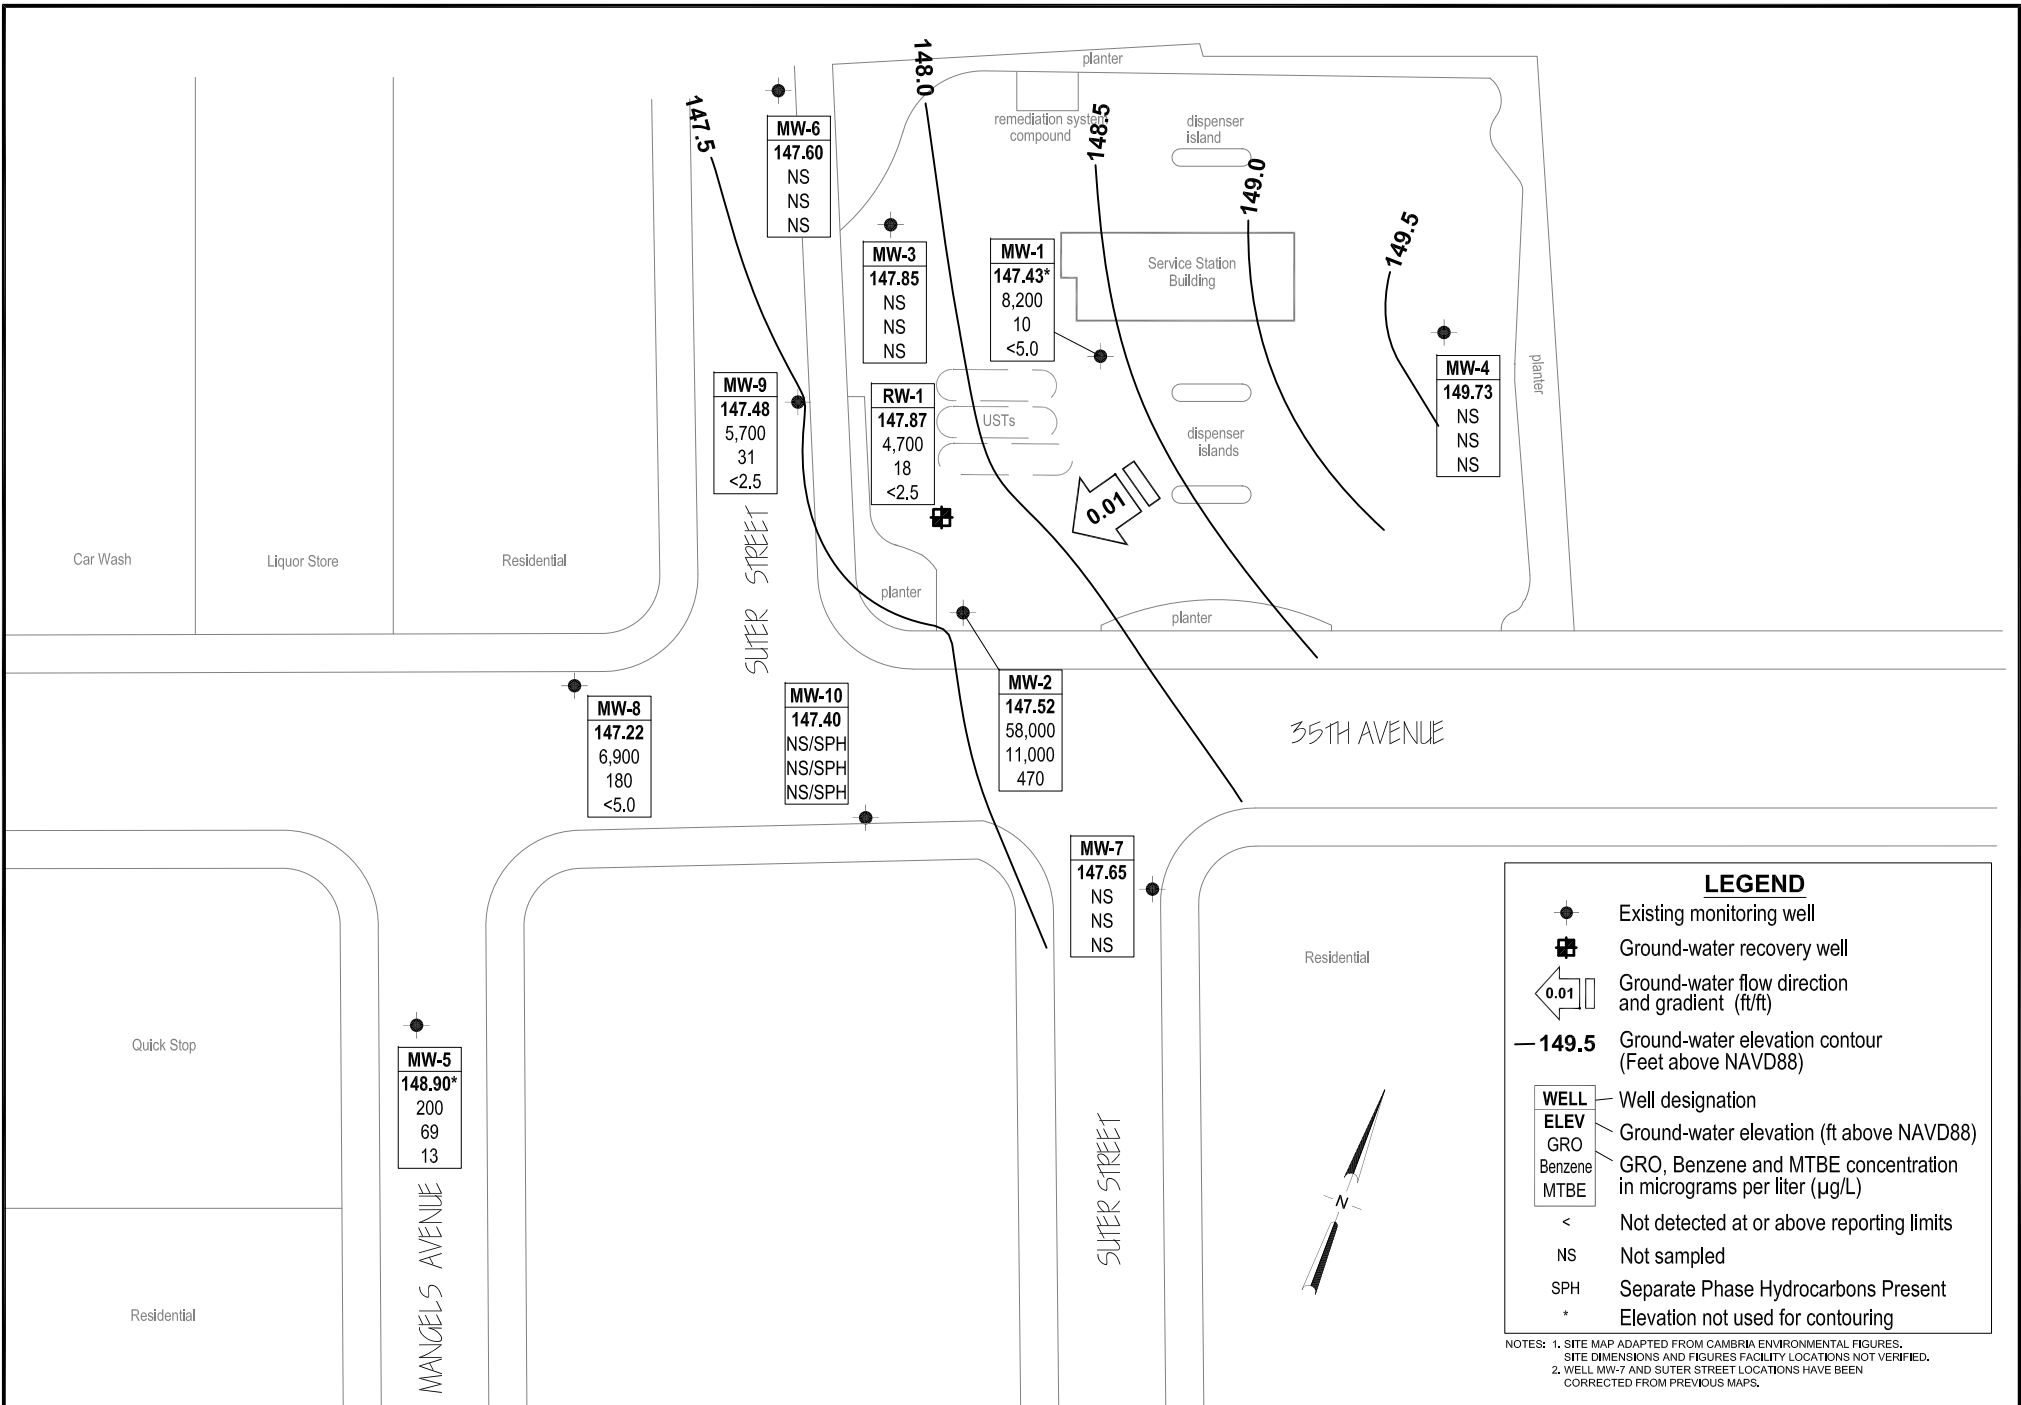 planter
148.0
147.5
MW-6
147.60
NS
NS
NS
remediation system
compound
148.5
dispenser
island
149.0
149.5
MW-3
147.85
NS
NS
NS
MW-1
147.43*
8,200
10
<5.0
Service Station
Building
MW-4
149.73
NS
NS
NS
planter
MW-9
147.48
5,700
31
<2.5
RW-1
147.87
4,700
18
<2.5
USTs
dispenser
islands
0.01
Car Wash
Liquor Store
Residential
SUTER STREET
planter
planter
MW-8
147.22
6,900
180
<5.0
MW-10
147.40
NS/SPH
NS/SPH
NS/SPH
MW-2
147.52
58,000
11,000
470
35TH AVENUE
MW-7
147.65
NS
NS
NS
Residential
Quick Stop
MW-5
148.90*
200
69
13
MANGELS AVENUE
SUTER STREET
Residential
N
LEGEND
Existing monitoring well
Ground-water recovery well
0.01
Ground-water flow direction
and gradient (ft/ft)
149.5
Ground-water elevation contour
(Feet above NAVD88)
WELL
Well designation
ELEV
Ground-water elevation (ft above NAVD88)
GRO
Benzene
MTBE
GRO, Benzene and MTBE concentration
in micrograms per liter (µg/L)
< Not detected at or above reporting limits
NS Not sampled
SPH Separate Phase Hydrocarbons Present
* Elevation not used for contouring
NOTES: 1. SITE MAP ADAPTED FROM CAMBRIA ENVIRONMENTAL FIGURES.
SITE DIMENSIONS AND FIGURES FACILITY LOCATIONS NOT VERIFIED.
2. WELL MW-7 AND SUTER STREET LOCATIONS HAVE BEEN
CORRECTED FROM PREVIOUS MAPS.